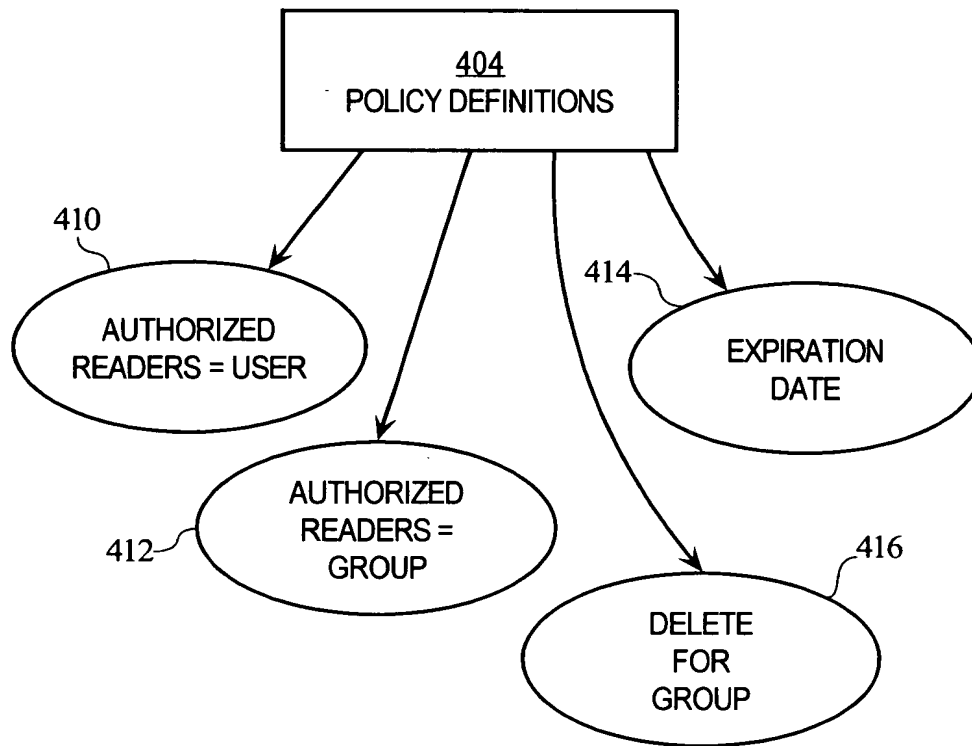 404
POLICY DEFINITIONS
410
AUTHORIZED
READERS = USER
414
EXPIRATION
DATE
412
AUTHORIZED
READERS =
GROUP
416
DELETE
FOR
GROUP